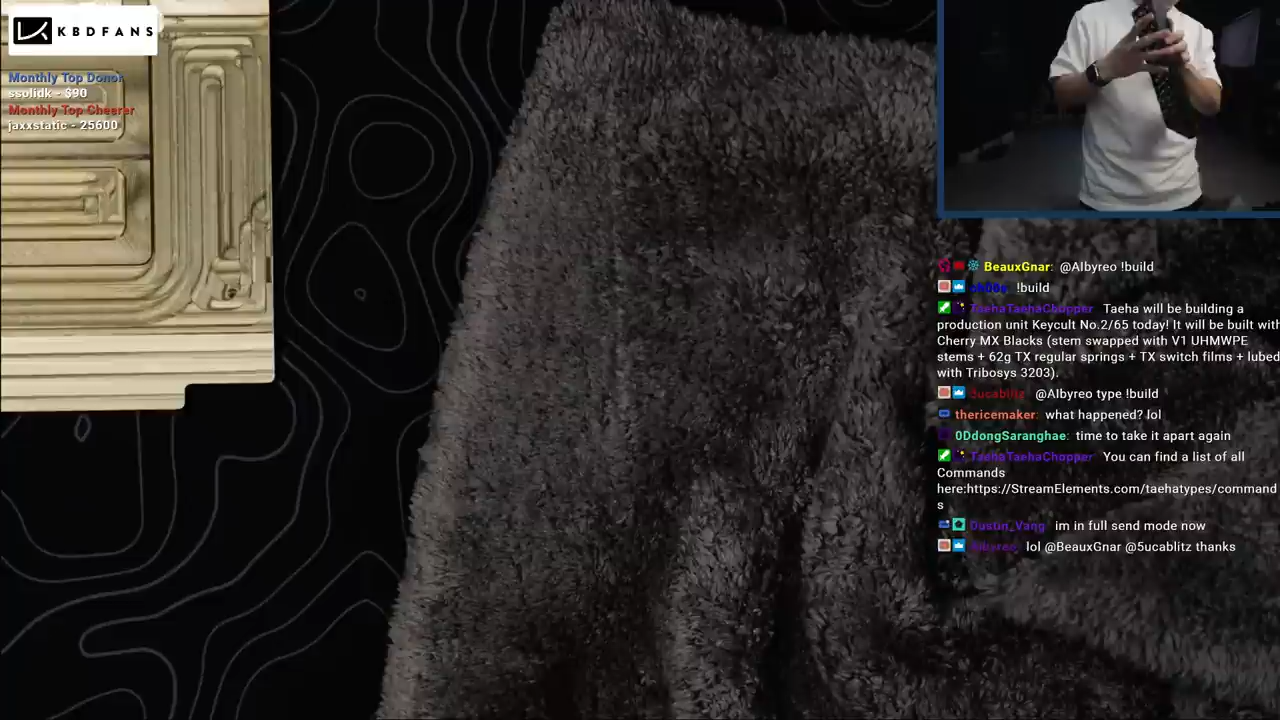 KBDFANS
Monthly Top Donor
ssolidk - $90
Monthly Top Cheerer
jaxxstatic - 25600
BeauxGnar: @Albyreo !build
!build
TaehaTaehaChopper Taeha will be building a
production unit Keycult No.2/65 today! It will be built with
Cherry MX Blacks (stem swapped with V1 UHMWPE
stems + 62g TX regular springs + TX switch films + lubed
with Tribosys 3203).
5ucablitz @Albyreo type !build
thericemaker: what happened? lol
0DdongSaranghae: time to take it apart again
TaehaTaehaChopper You can find a list of all
Commands
here:https://StreamElements.com/taehatypes/command
s
Dustin_Vang im in full send mode now
Albyreo lol @BeauxGnar @5ucablitz thanks